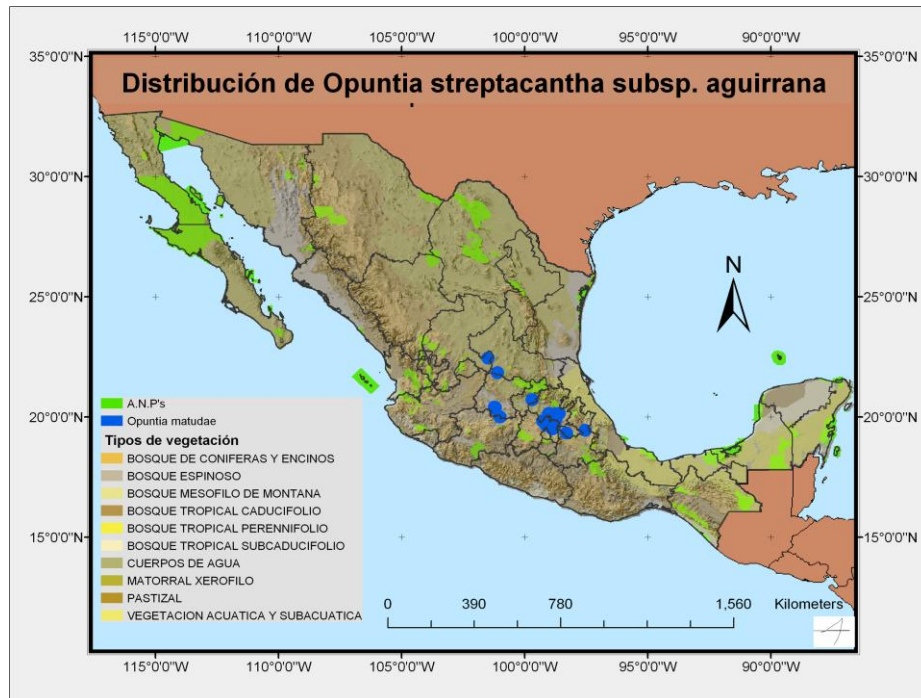 115°0'0"W 110°0'0"W 105°0'0"W 100°0'0"W 95°0'0"W 90°0'0"W
35°0'0"N 35°0'0"N
Distribución de Opuntia streptacantha subsp. aguirrana
30°0'0"N 30°0'0"N
25°0'0"N 25°0'0"N
N
20°0'0"N 20°0'0"N
15°0'0"N 15°0'0"N
A.N.P's
Opuntia matudae
Tipos de vegetación
BOSQUE DE CONIFERAS Y ENCINOS
BOSQUE ESPINOSO
BOSQUE MESOFILO DE MONTANA
BOSQUE TROPICAL CADUCIFOLIO
BOSQUE TROPICAL PERENNIFOLIO
BOSQUE TROPICAL SUBCADUCIFOLIO
CUERPOS DE AGUA
MATORRAL XEROFILO
PASTIZAL
VEGETACION ACUATICA Y SUBACUATICA
0 390 780 1,560 Kilometers
115°0'0"W 110°0'0"W 105°0'0"W 100°0'0"W 95°0'0"W 90°0'0"W